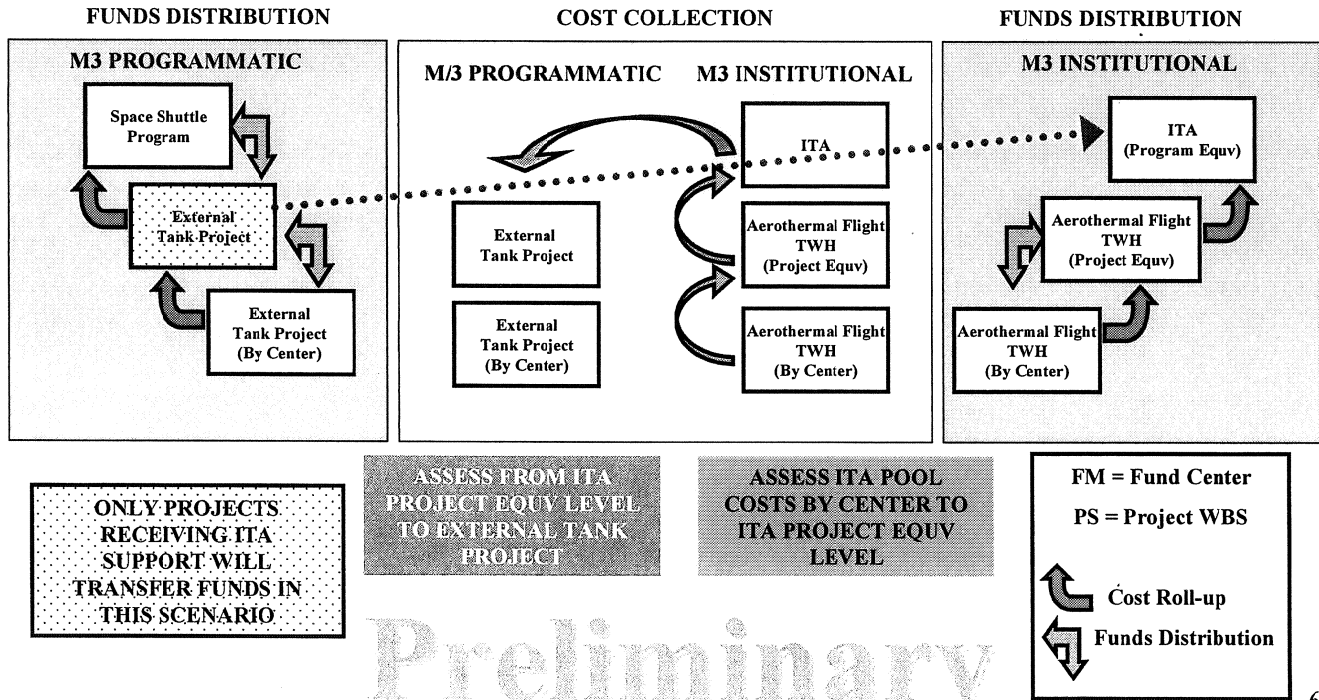 FUNDS DISTRIBUTION
COST COLLECTION
FUNDS DISTRIBUTION
M3 PROGRAMMATIC
Space Shuttle
Program
External
Tank Project
External
Tank Project
(By Center)
M/3 PROGRAMMATIC
M3 INSTITUTIONAL
ITA
External
Tank Project
Aerothermal Flight
TWH
(Project Equv)
External
Tank Project
(By Center)
Aerothermal Flight
TWH
(By Center)
M3 INSTITUTIONAL
ITA
(Program Equv)
Aerothermal Flight
TWH
(Project Equv)
Aerothermal Flight
TWH
(By Center)
ONLY PROJECTS
RECEIVING ITA
SUPPORT WILL
TRANSFER FUNDS IN
THIS SCENARIO
ASSESS FROM ITA
PROJECT EQUV LEVEL
TO EXTERNAL TANK
PROJECT
ASSESS ITA POOL
COSTS BY CENTER TO
ITA PROJECT EQUV
LEVEL
FM = Fund Center
PS = Project WBS
Cost Roll-up
Funds Distribution
Preliminary
6